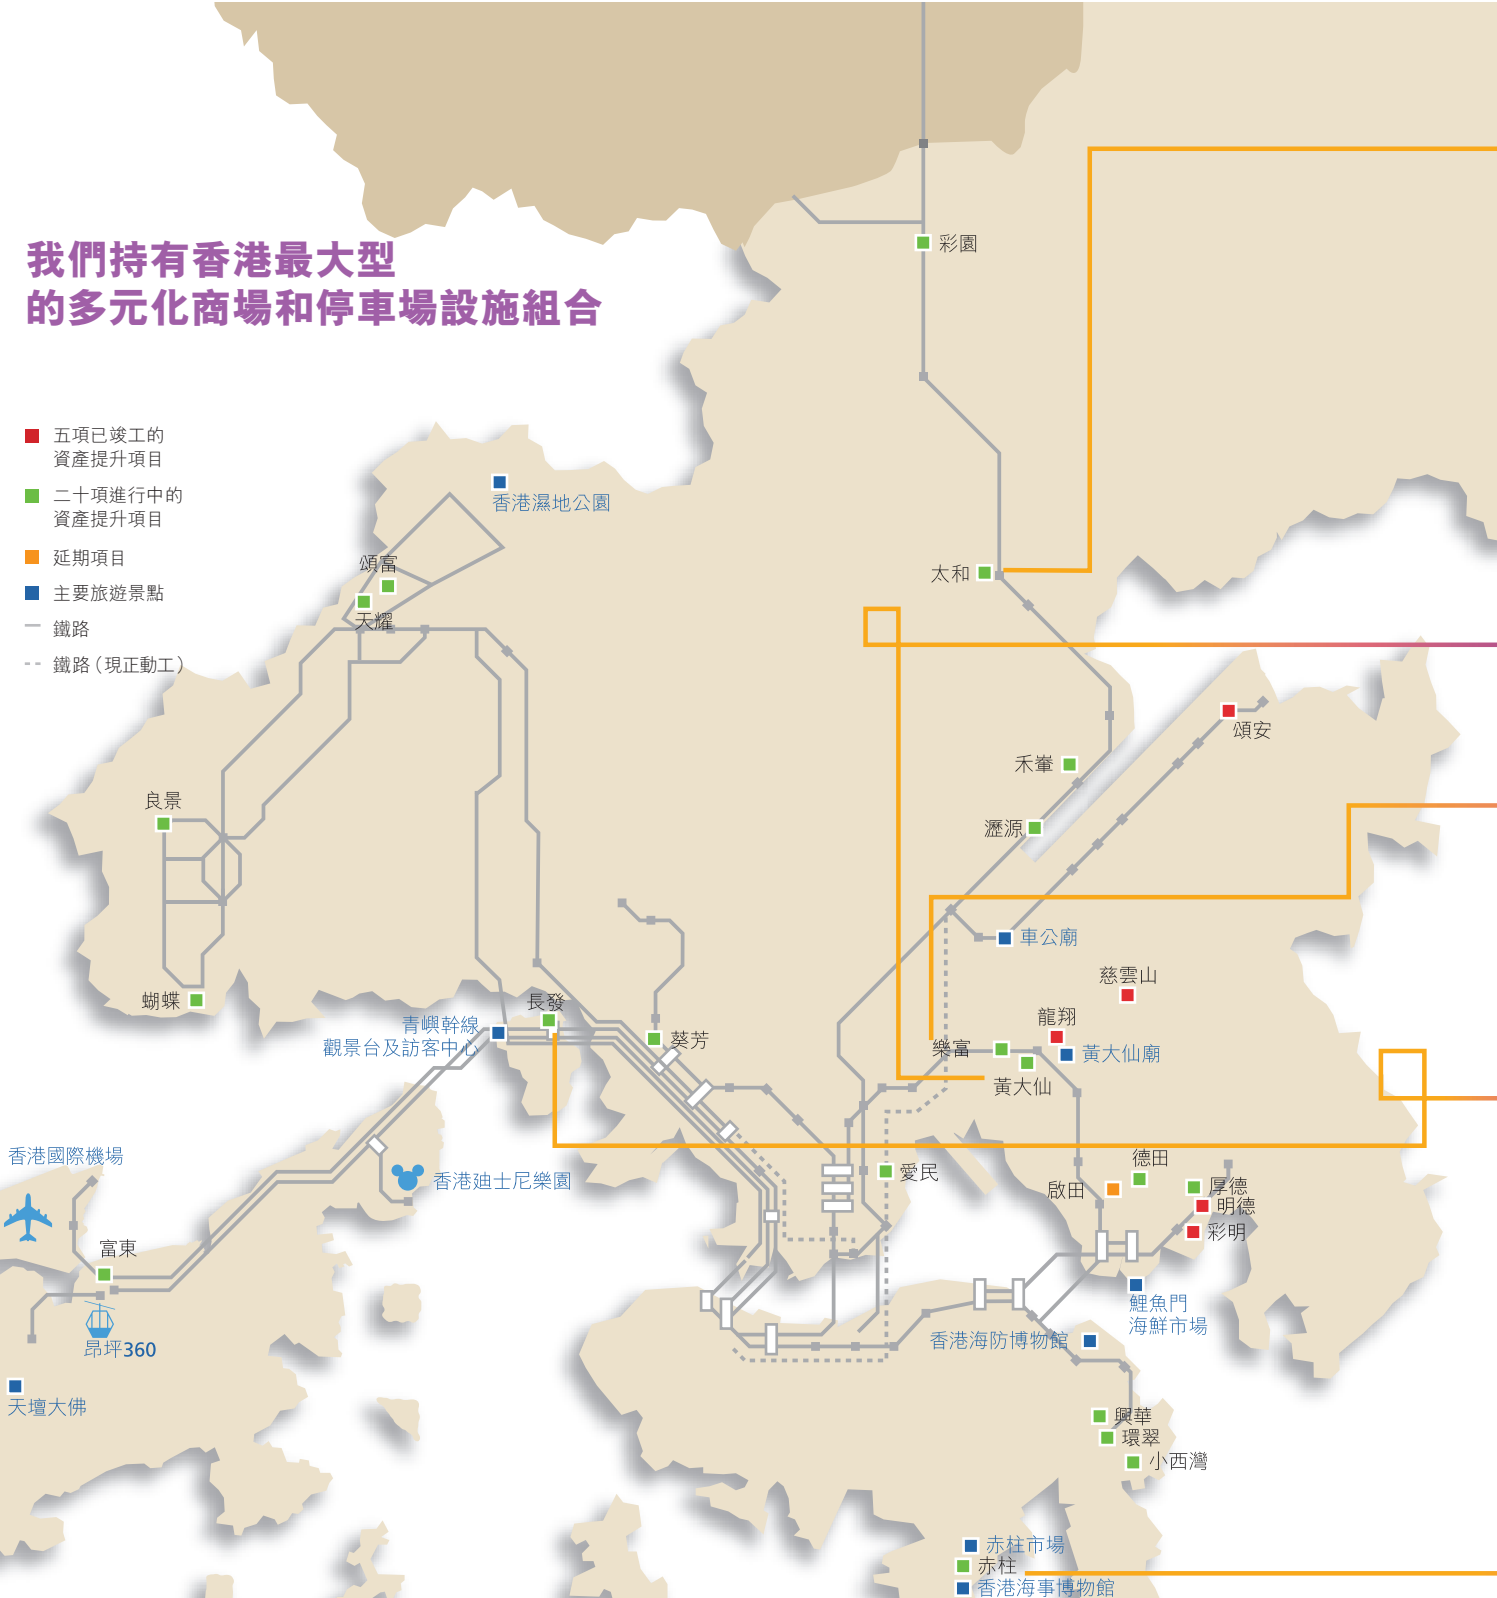 我們持有香港最大型
的多元化商場和停車場設施組合
五項已竣工的
資產提升項目
二十項進行中的
資產提升項目
延期項目
主要旅遊景點
鐵路
鐵路（現正動工）
彩園
香港濕地公園
頌富
天耀
太和
頌安
禾輋
瀝源
良景
蝴蝶
車公廟
慈雲山
龍翔
樂富
黃大仙廟
黃大仙
長發
青嶼幹線
觀景台及訪客中心
葵芳
香港國際機場
香港迪士尼樂園
愛民
德田
啟田
厚德
明德
彩明
富東
昂坪360
鯉魚門
海鮮市場
香港海防博物館
天壇大佛
興華
環翠
小西灣
赤柱市場
赤柱
香港海事博物館